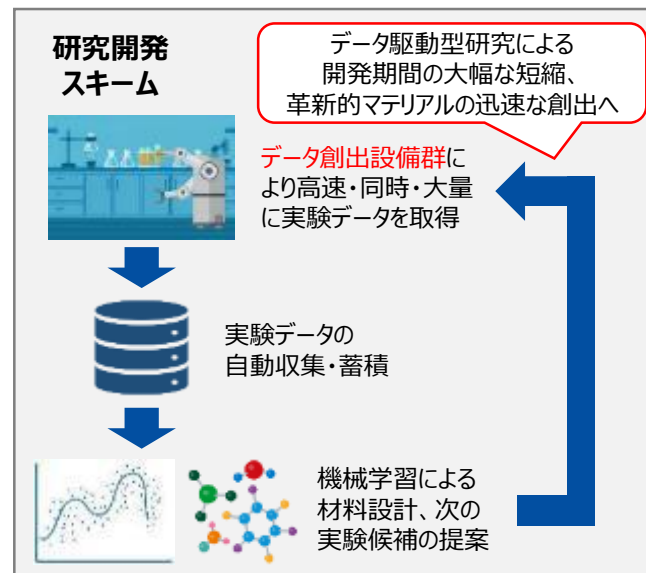 研究開発
スキーム
データ駆動型研究による
開発期間の大幅な短縮、
革新的マテリアルの迅速な創出へ
データ創出設備群に
より高速・同時・大量
に実験データを取得
実験データの
自動収集・蓄積
機械学習による
材料設計、次の
実験候補の提案